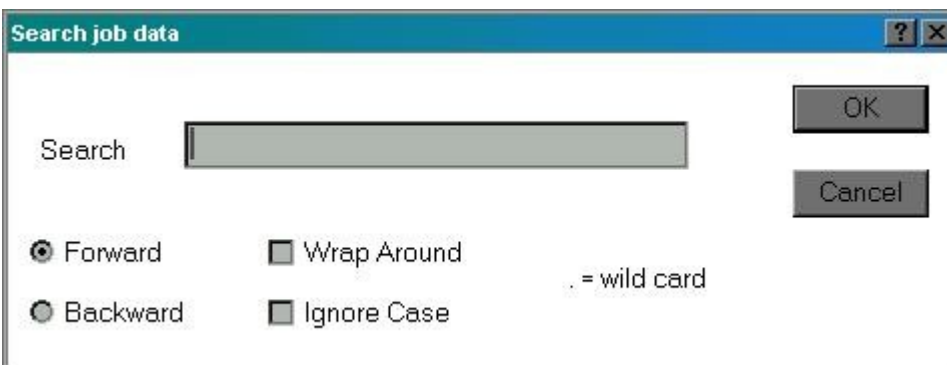 Search job data
OK
Search
Cancel
Forward
Wrap Around
. = wild card
Backward
Ignore Case